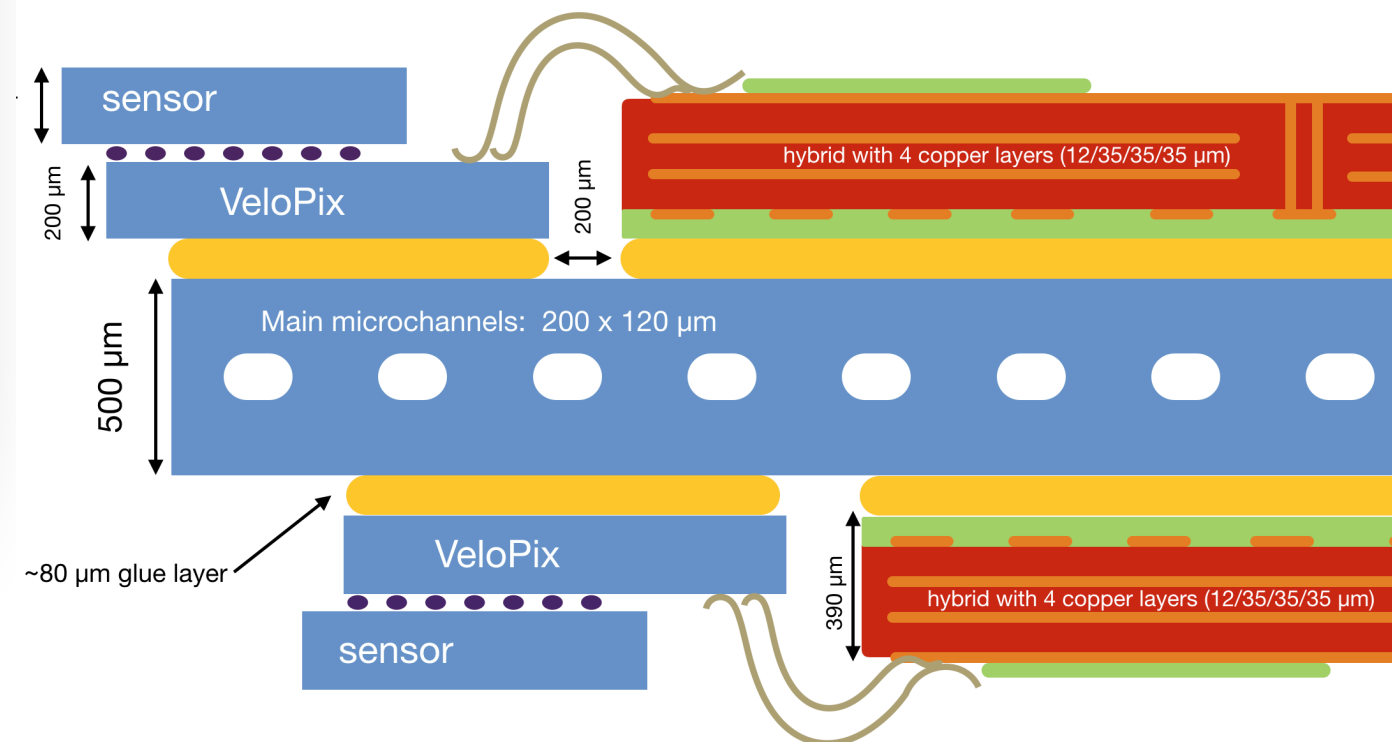 sensor
hybrid with 4 copper layers (12/35/35/35 μm)
200 μm
VeloPix
200 μm
Main microchannels: 200 x 120 μm
500 μm
VeloPix
~80 μm glue layer
390 μm
hybrid with 4 copper layers (12/35/35/35 μm)
sensor